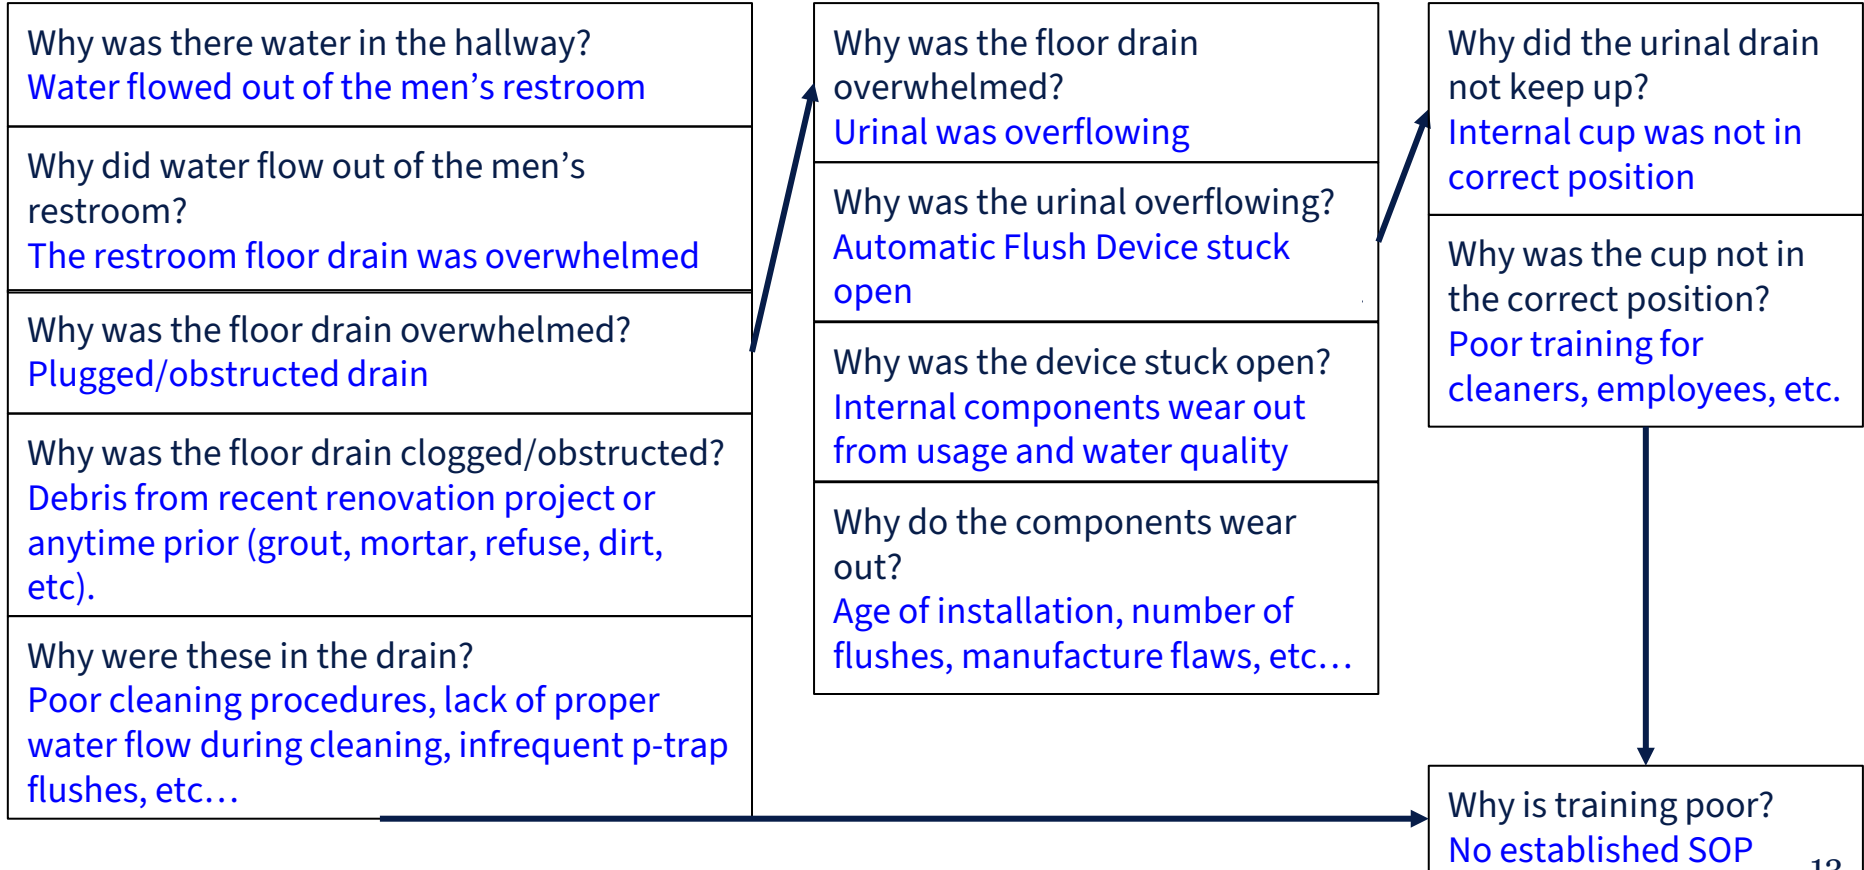 Why was there water in the hallway?
Water flowed out of the men’s restroom
Why did water flow out of the men’s
restroom?
The restroom floor drain was overwhelmed
Why was the floor drain overwhelmed?
Plugged/obstructed drain
Why was the floor drain clogged/obstructed?
Debris from recent renovation project or
anytime prior (grout, mortar, refuse, dirt,
etc).
Why were these in the drain?
Poor cleaning procedures, lack of proper
water flow during cleaning, infrequent p-trap
flushes, etc…
Why was the floor drain
overwhelmed?
Urinal was overflowing
Why was the urinal overflowing?
Automatic Flush Device stuck
open
Why was the device stuck open?
Internal components wear out
from usage and water quality
Why do the components wear
out?
Age of installation, number of
flushes, manufacture flaws, etc…
Why did the urinal drain
not keep up?
Internal cup was not in
correct position
Why was the cup not in
the correct position?
Poor training for
cleaners, employees, etc.
Why is training poor?
No established SOP